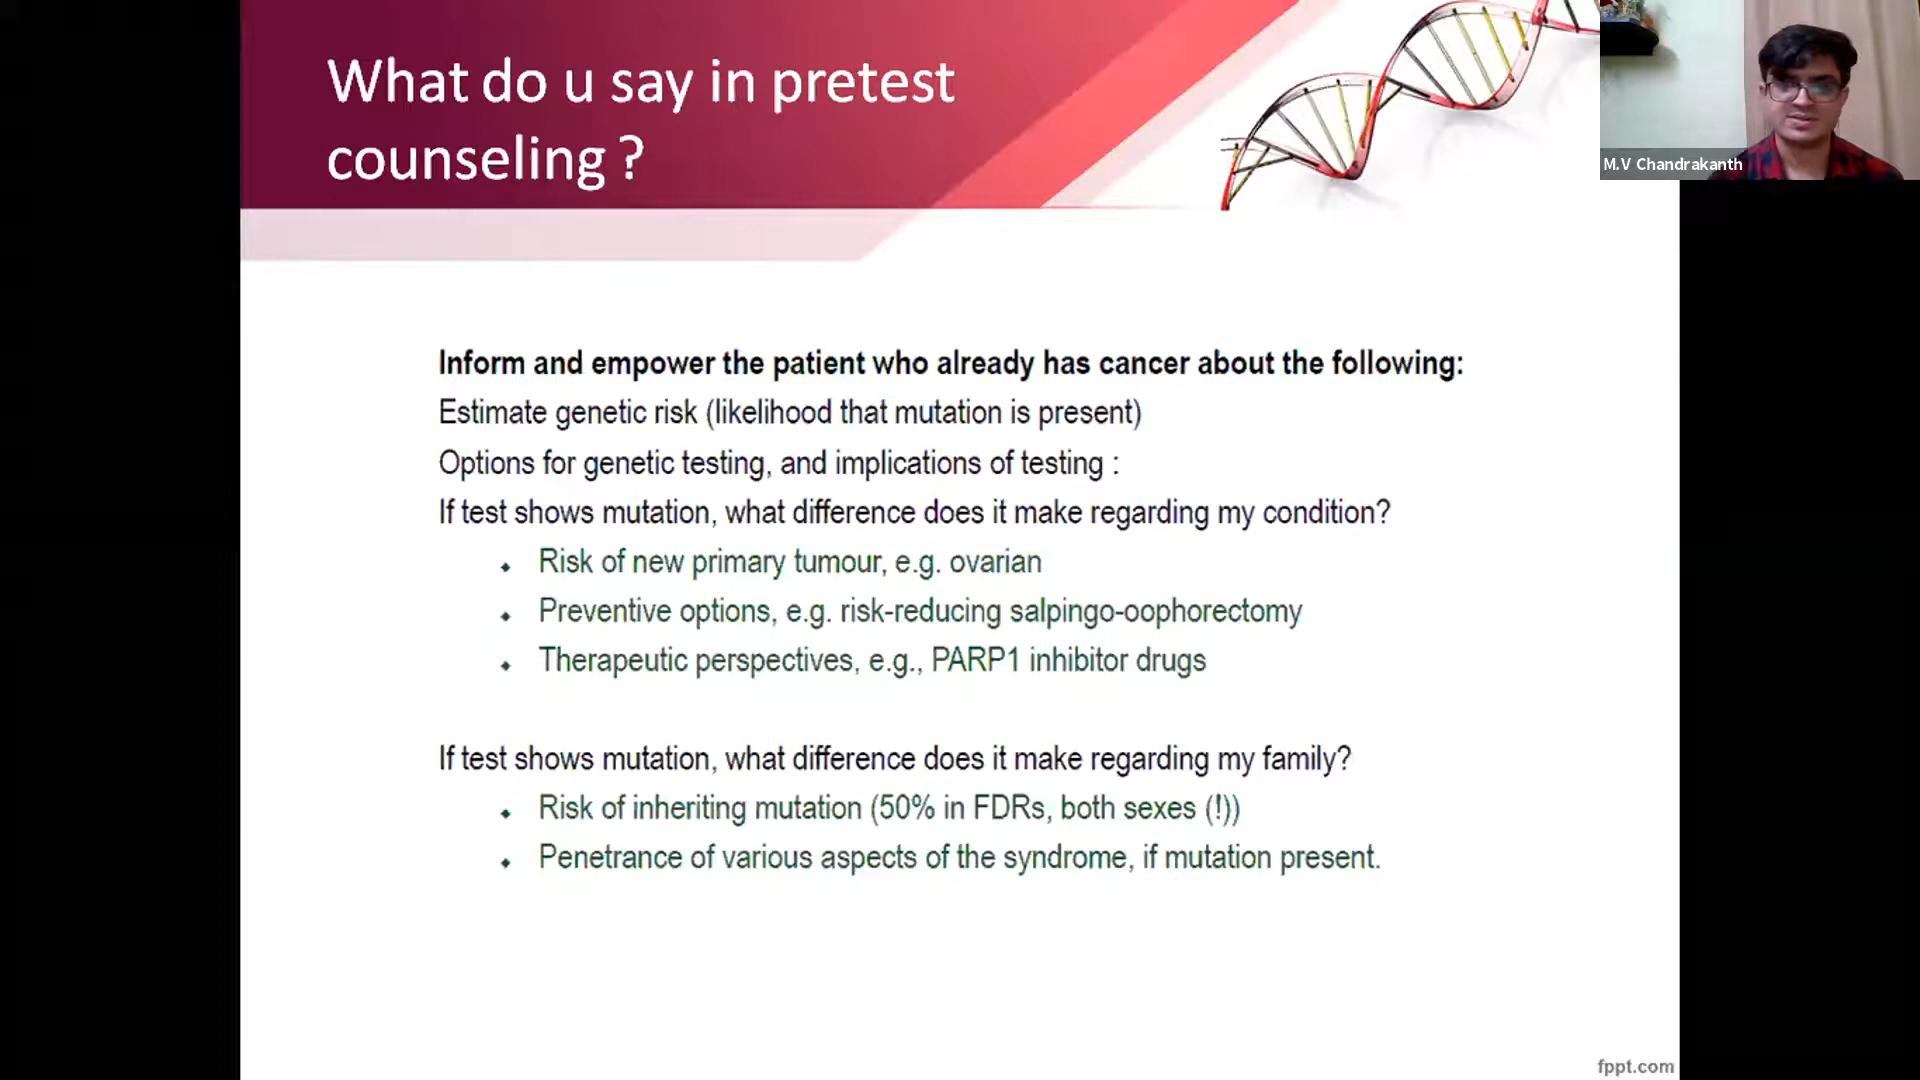 What do u say in pretest
counseling ?
M.V Chandrakanth
Inform and empower the patient who already has cancer about the following:
Estimate genetic risk (likelihood that mutation is present)
Options for genetic testing, and implications of testing :
If test shows mutation, what difference does it make regarding my condition?
Risk of new primary tumour, e.g. ovarian
Preventive options, e.g. risk-reducing salpingo-oophorectomy
Therapeutic perspectives, e.g., PARP1 inhibitor drugs
If test shows mutation, what difference does it make regarding my family?
Risk of inheriting mutation (50% in FDRs, both sexes (!))
Penetrance of various aspects of the syndrome, if mutation present.
fppt.com